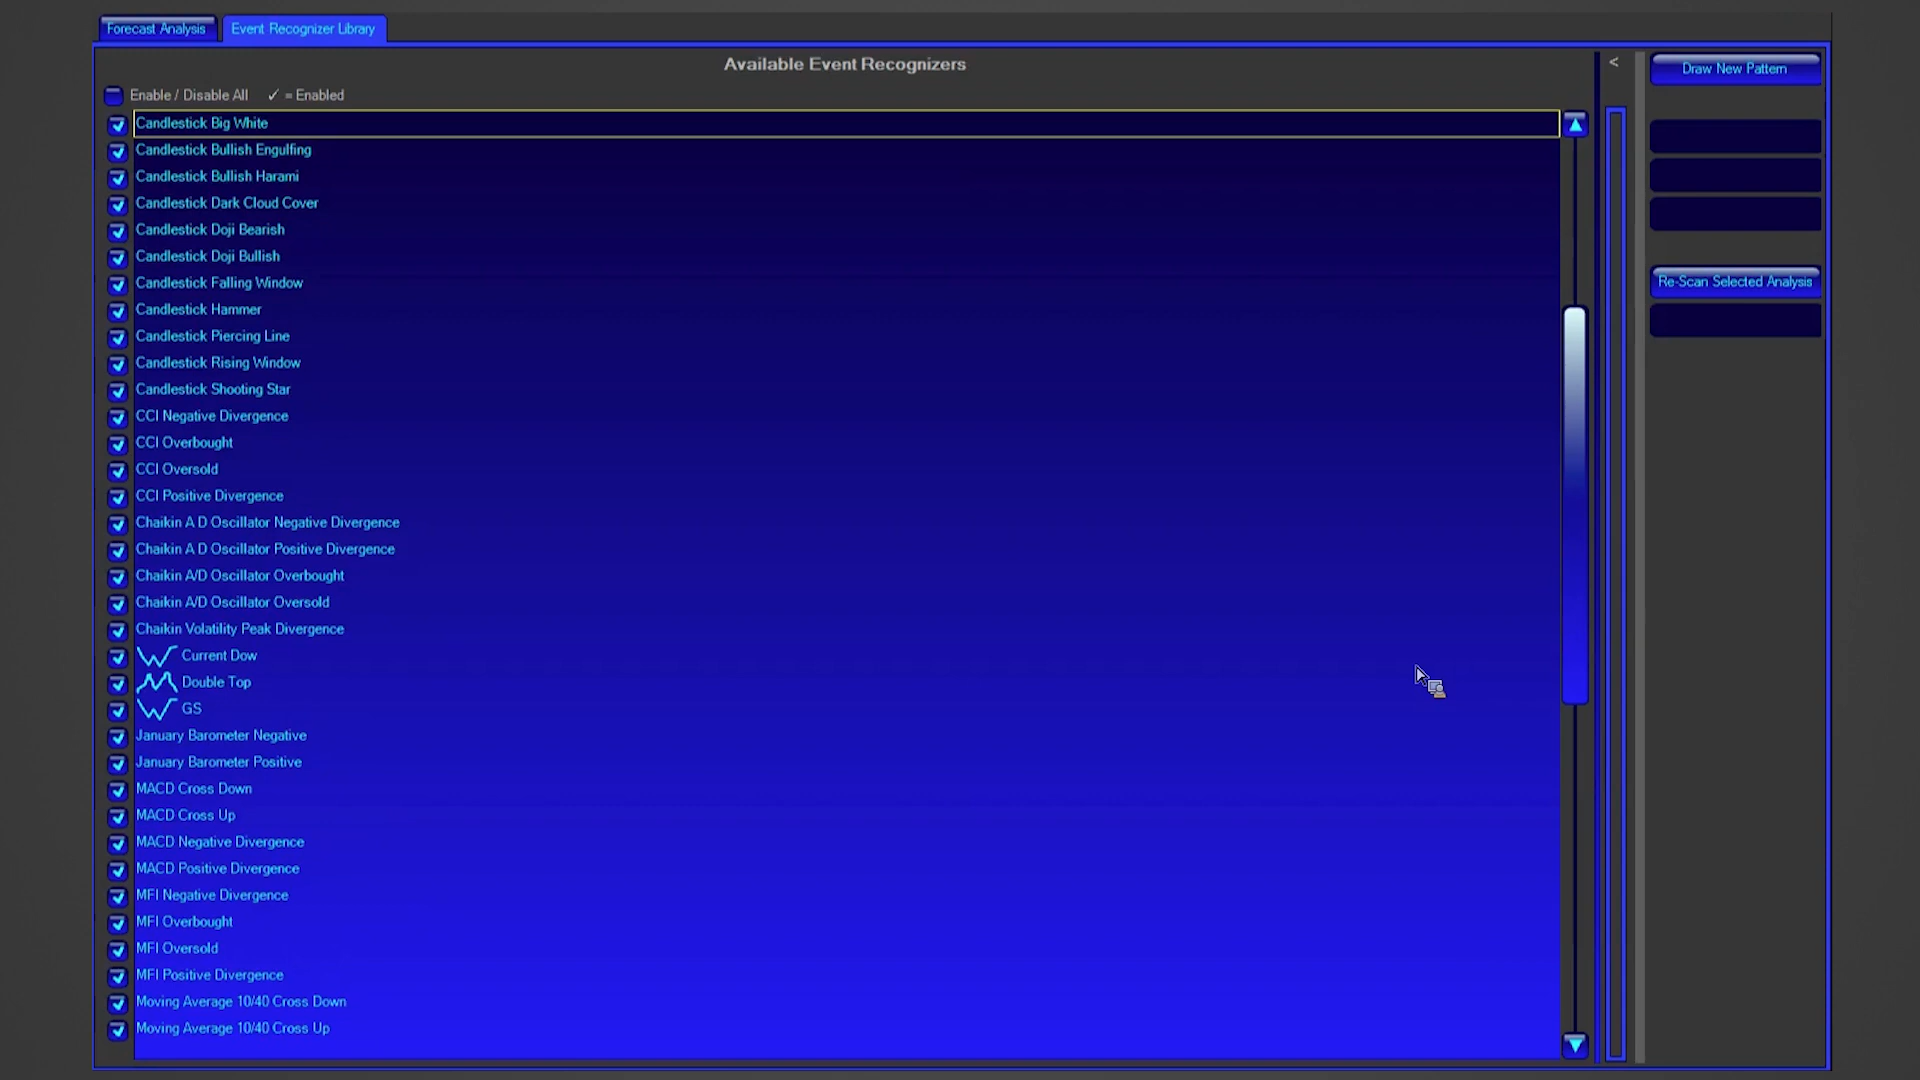 Forecast Analysis
Event Recognizer Library
Available Event Recognizers
<
Draw New Pattern
Enable / Disable All ✓ = Enabled
Candlestick Big White
Candlestick Bullish Engulfing
Candlestick Bullish Harami
Candlestick Dark Cloud Cover
Candlestick Doji Bearish
Candlestick Doji Bullish
Candlestick Falling Window
Re-Scan Selected Analysis
Candlestick Hammer
Candlestick Piercing Line
Candlestick Rising Window
Candlestick Shooting Star
CCI Negative Divergence
CCI Overbought
CCI Oversold
CCI Positive Divergence
Chaikin A D Oscillator Negative Divergence
Chaikin A D Oscillator Positive Divergence
Chaikin A/D Oscillator Overbought
Chaikin A/D Oscillator Oversold
Chaikin Volatility Peak Divergence
Current Dow
Double Top
GS
January Barometer Negative
January Barometer Positive
MACD Cross Down
MACD Cross Up
MACD Negative Divergence
MACD Positive Divergence
MFI Negative Divergence
MFI Overbought
MFI Oversold
MFI Positive Divergence
Moving Average 10/40 Cross Down
Moving Average 10/40 Cross Up